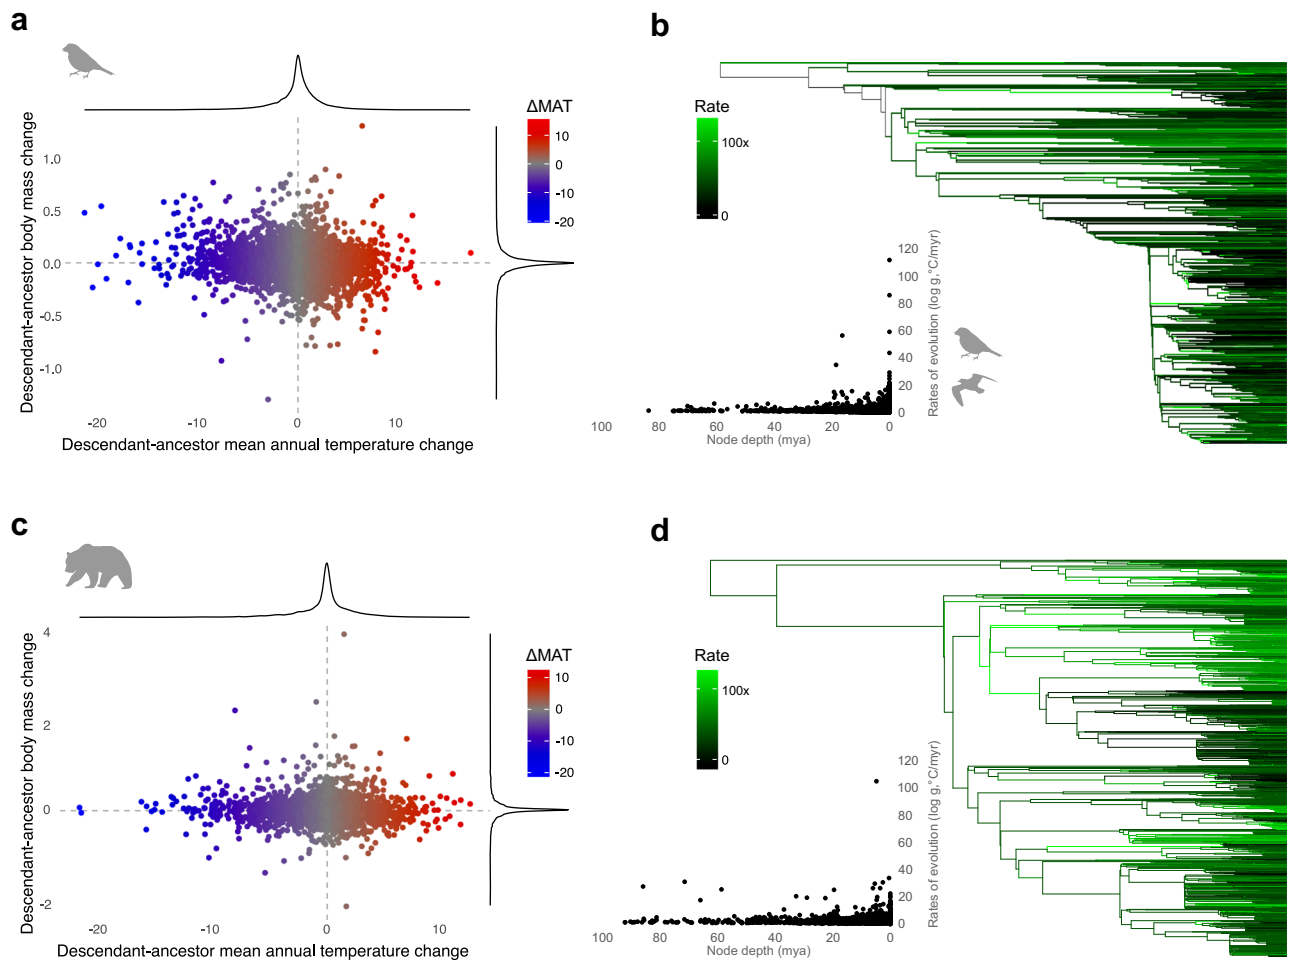 a
ΔMAT
10
0
-10
-20
Descendant-ancestor body mass change
1.0
0.5
0.0
-0.5
-1.0
-20
-10
0
10
Descendant-ancestor mean annual temperature change
b
Rate
100x
0
120
100
80
60
40
20
0
Rates of evolution (log g,°C/myr)
100
80
60
40
20
0
Node depth (mya)
c
ΔMAT
10
0
-10
-20
Descendant-ancestor body mass change
4
2
0
-2
-20
-10
0
10
Descendant-ancestor mean annual temperature change
d
Rate
100x
0
120
100
80
60
40
20
0
Rates of evolution (log g,°C/myr)
100
80
60
40
20
0
Node depth (mya)